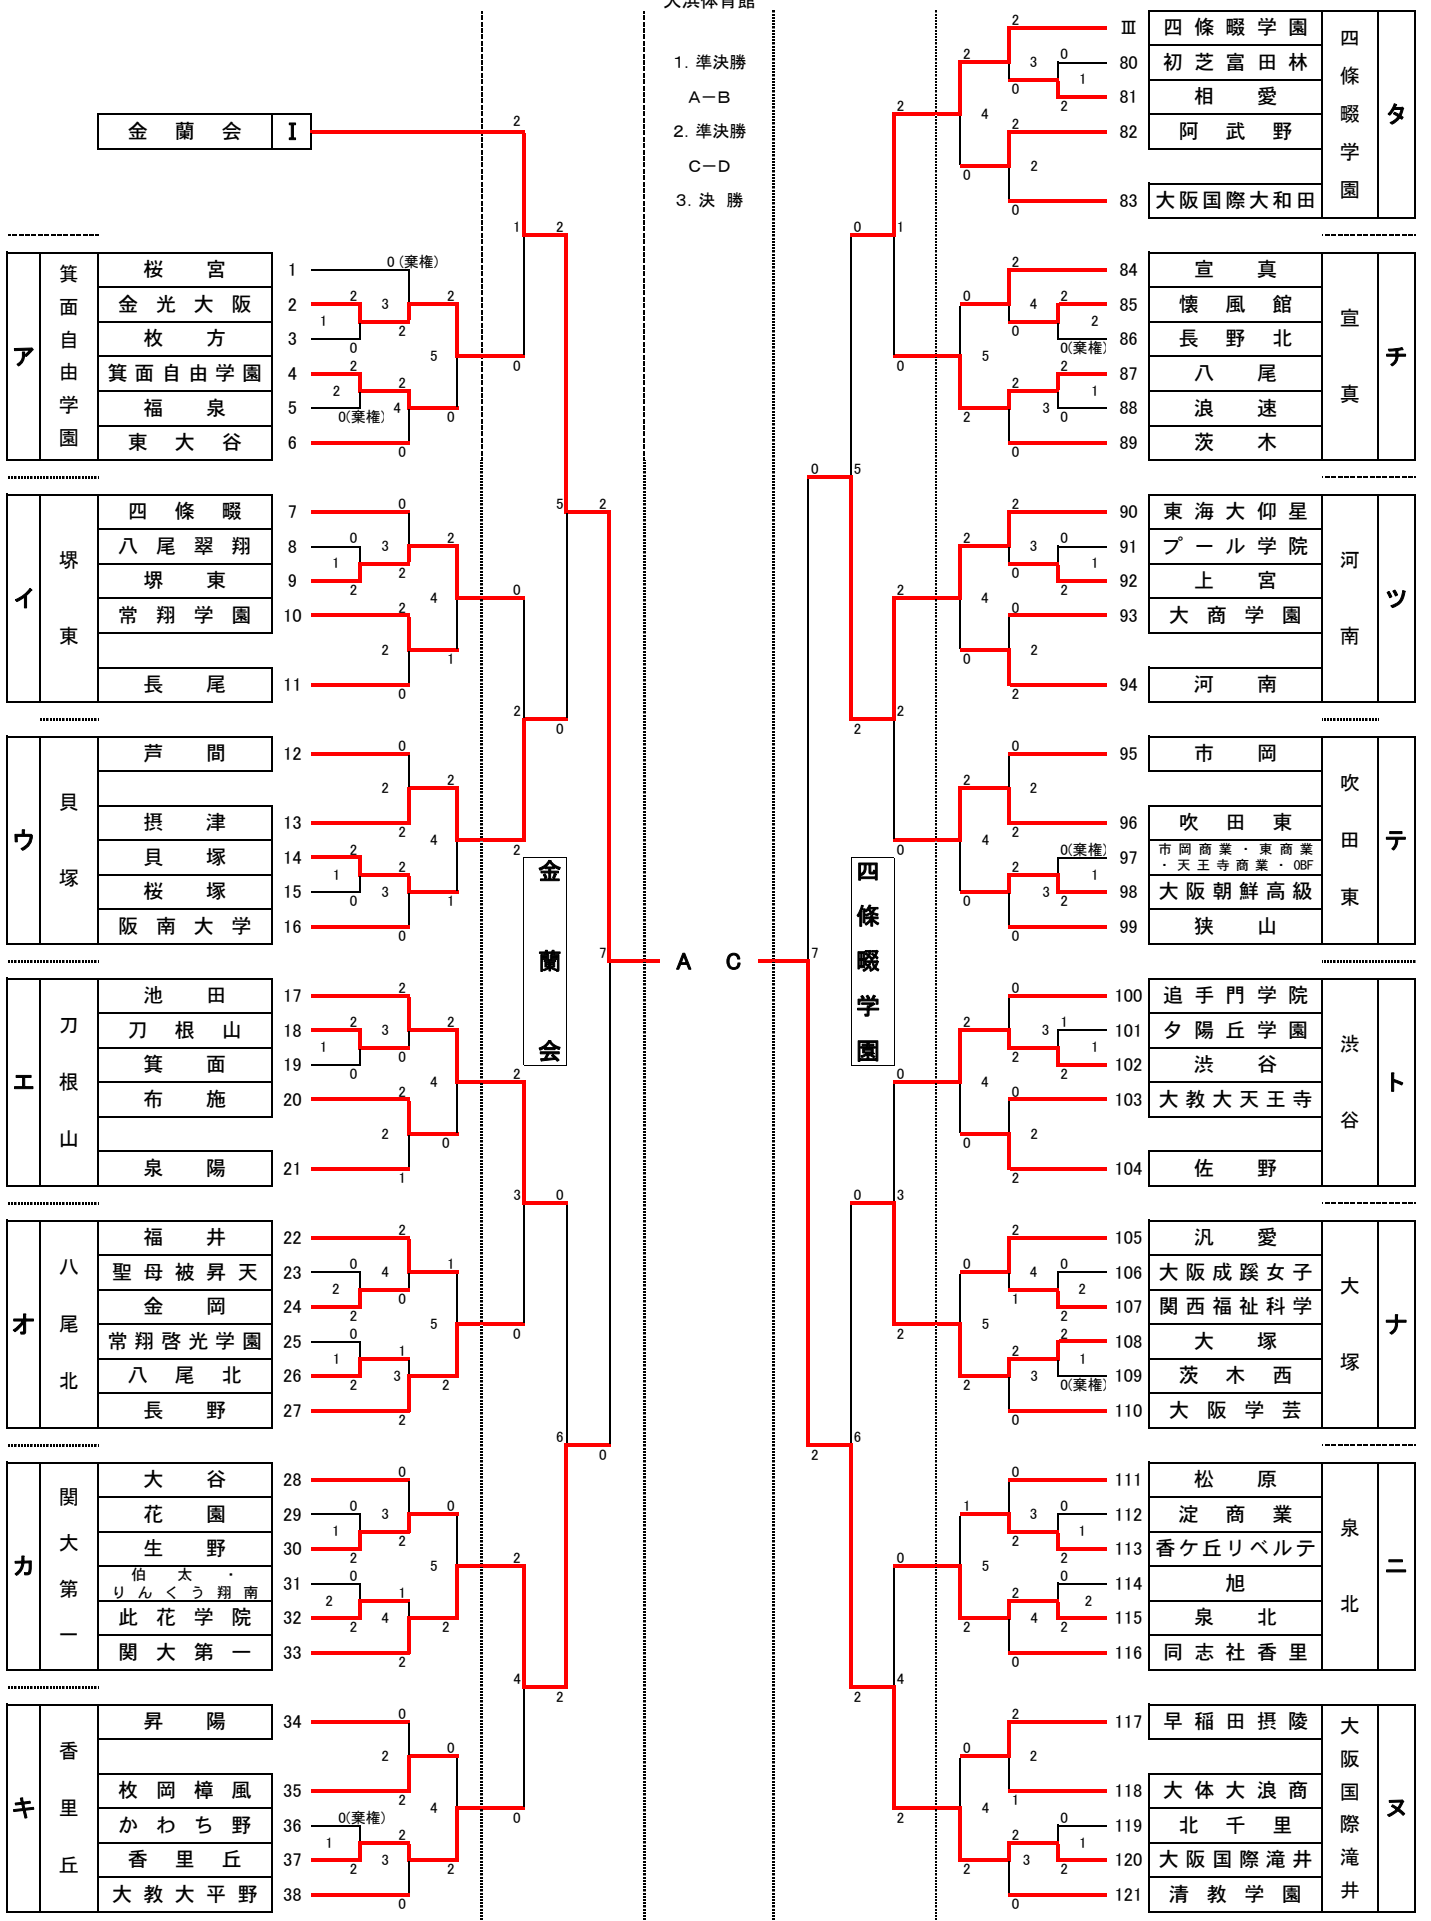 大浜体育館
1. 準決勝
A－B
2. 準決勝
C－D
3. 決 勝
金蘭会 Ⅰ
ア
箕面自由学園
桜宮 1 0(棄権)
金光大阪 2
枚方 3
箕面自由学園 4
福泉 5 0(棄権)
東大谷 6
イ
堺東
四條畷 7
八尾翠翔 8
堺東 9
常翔学園 10
長尾 11
ウ
貝塚
芦間 12
摂津 13
貝塚 14
桜塚 15
阪南大学 16
エ
刀根山
池田 17
刀根山 18
箕面 19
布施 20
泉陽 21
オ
八尾北
福井 22
聖母被昇天 23
金岡 24
常翔啓光学園 25
八尾北 26
長野 27
カ
関大第一
大谷 28
花園 29
生野 30
伯太・
りんくう翔南 31
此花学院 32
関大第一 33
キ
香里丘
昇陽 34
枚岡樟風 35
かわち野 36 0(棄権)
香里丘 37
大教大平野 38
金蘭会
A C
四條畷学園
Ⅲ 四條畷学園
80 初芝富田林
81 相愛
82 阿武野
83 大阪国際大和田
四條畷学園
タ
84 宣真
85 懐風館
86 長野北 0(棄権)
87 八尾
88 浪速
89 茨木
宣真
チ
90 東海大仰星
91 プール学院
92 上宮
93 大商学園
94 河南
河南
ツ
95 市岡
96 吹田東
0(棄権) 97 市岡商業・東商業
・天王寺商業・OBF
98 大阪朝鮮高級
99 狭山
吹田東
テ
100 追手門学院
101 夕陽丘学園
102 渋谷
103 大教大天王寺
104 佐野
渋谷
ト
105 汎愛
106 大阪成蹊女子
107 関西福祉科学
108 大塚
0(棄権) 109 茨木西
110 大阪学芸
大塚
ナ
111 松原
112 淀商業
113 香ケ丘リベルテ
114 旭
115 泉北
116 同志社香里
泉北
ニ
117 早稲田摂陵
118 大体大浪商
119 北千里
120 大阪国際滝井
121 清教学園
大阪国際滝井
ヌ